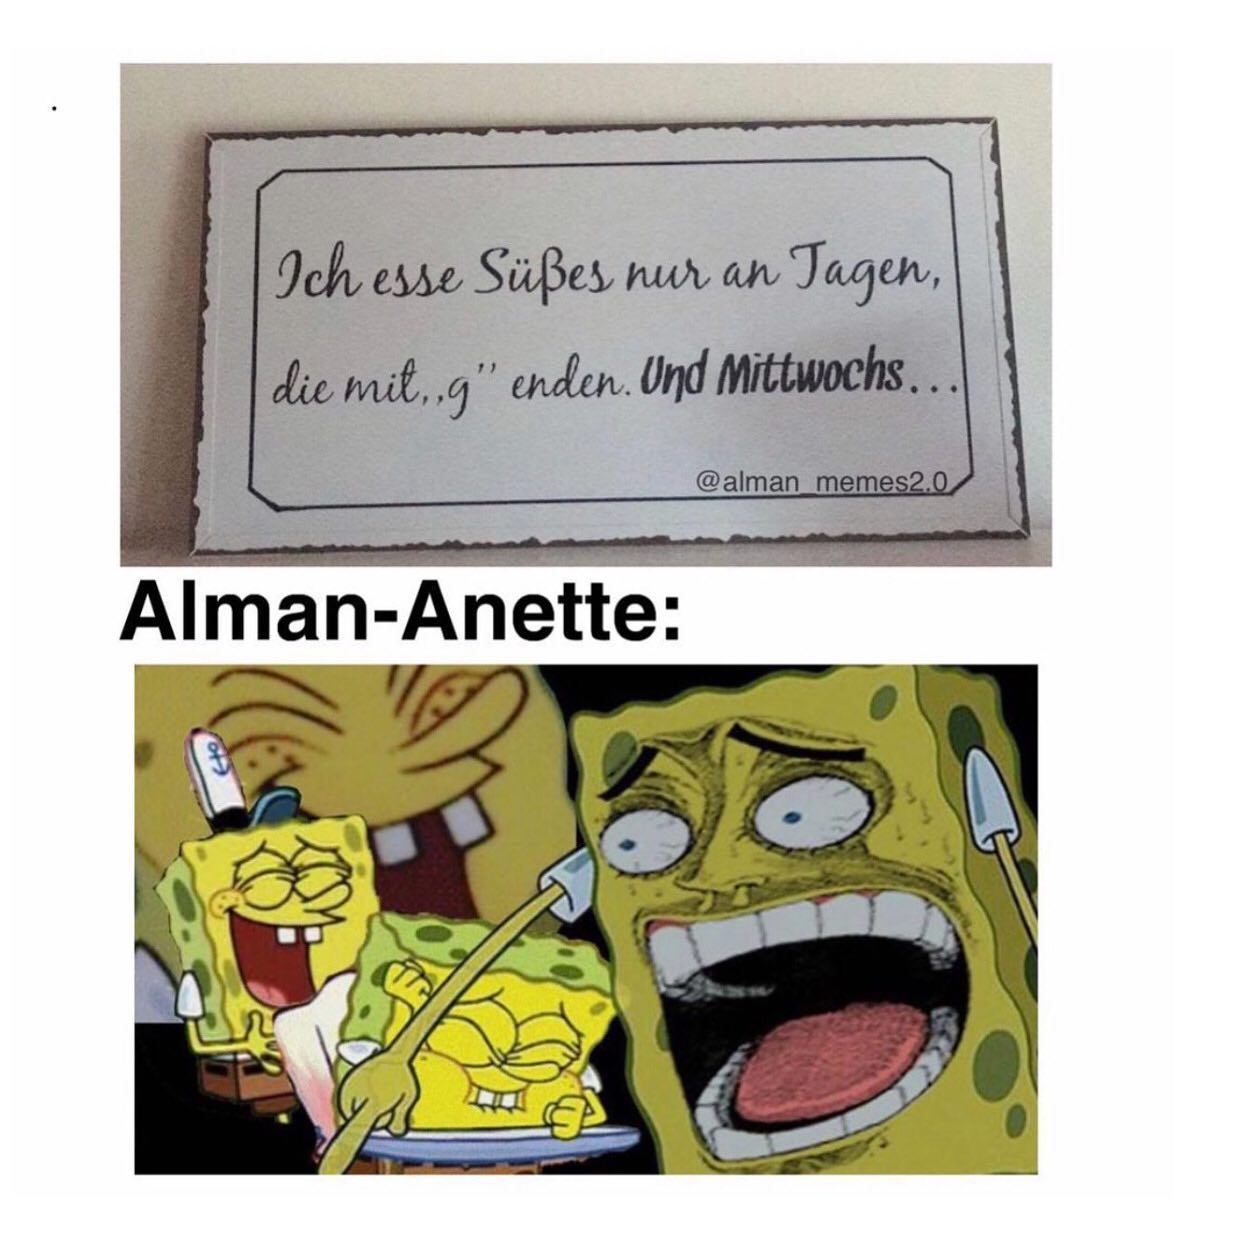 Ich esse Süßes nur an Tagen,
die mit „g” enden. Und Mittwochs...
@alman_memes2.0
Alman-Anette: